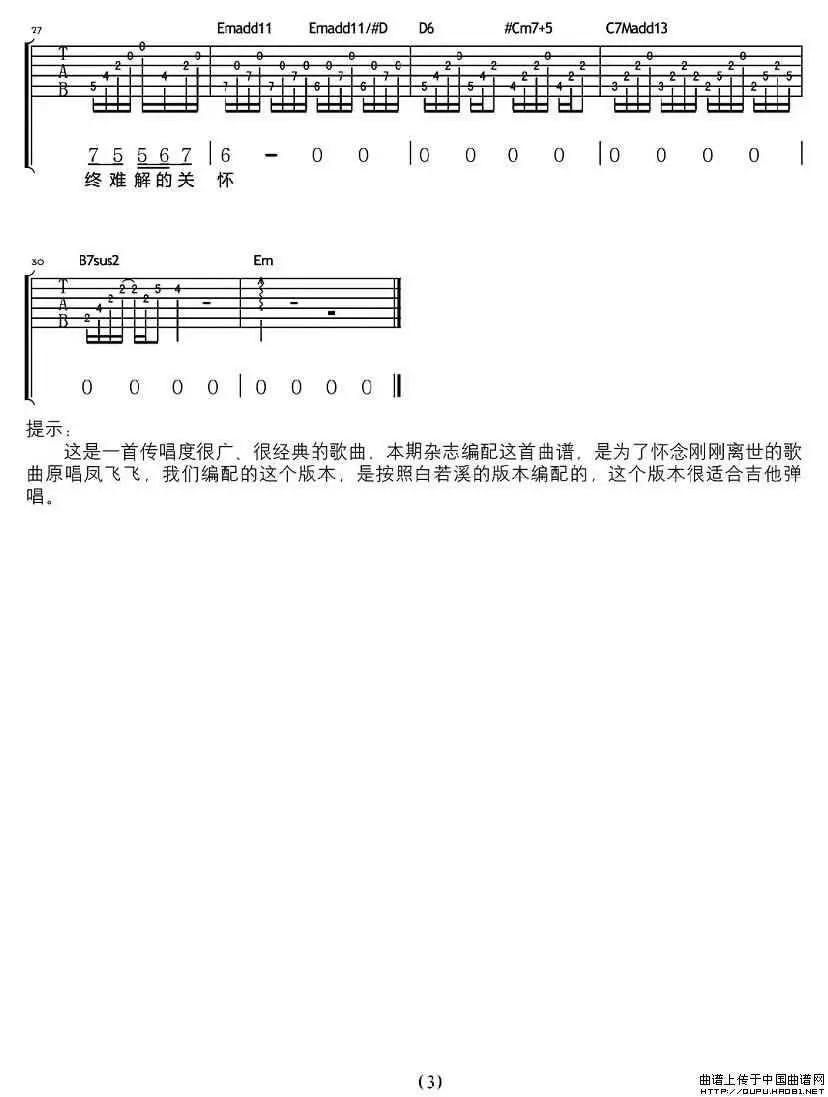 77 Emadd11 Emadd11/#D D6 #Cm7+5 C7Madd13
T
A
B
7 5 5 6 7 | 6 - 0 0 | 0 0 0 0 | 0 0 0 0
终难解的关 怀
30 B7sus2 Em
T
A
B
0 0 0 0 | 0 0 0 0
提示：
这是一首传唱度很广、很经典的歌曲，本期杂志编配这首曲谱，是为了怀念刚刚离世的歌
曲原唱凤飞飞，我们编配的这个版本，是按照白若溪的版本编配的，这个版本很适合吉他弹
唱。
(3)
曲谱上传于中国曲谱网
http://QUPU.HAO81.NET